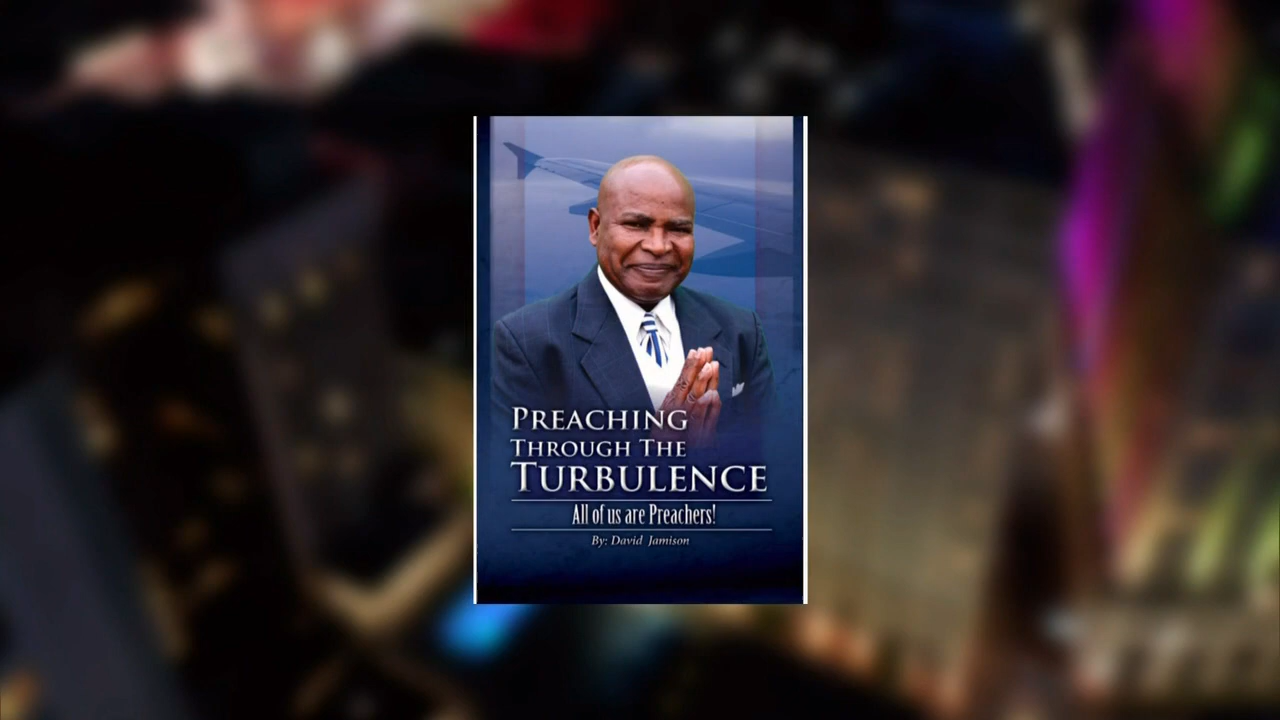 PREACHING
THROUGH THE
TURBULENCE
All of us are Preachers!
By: David Jamison